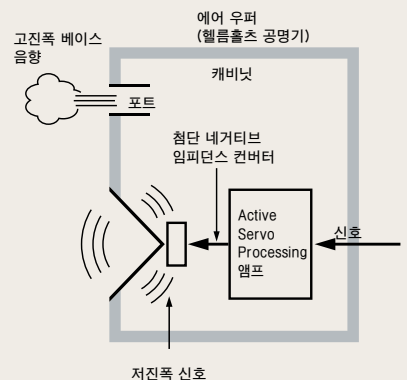 에어 우퍼
(헬름홀츠 공명기)
고진폭 베이스
음향
캐비닛
포트
첨단 네거티브
임피던스 컨버터
Active
Servo
Processing
앰프
신호
저진폭 신호